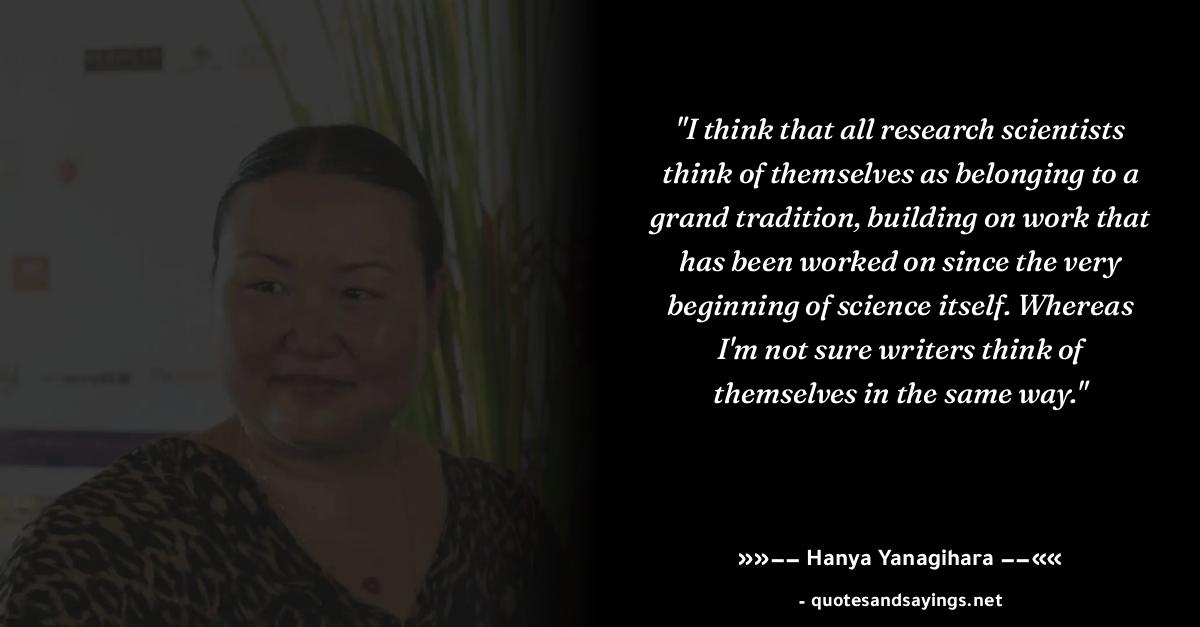 "I think that all research scientists
think of themselves as belonging to a
grand tradition, building on work that
has been worked on since the very
beginning of science itself. Whereas
I'm not sure writers think of
themselves in the same way."
»»–– Hanya Yanagihara ––««
- quotesandsayings.net